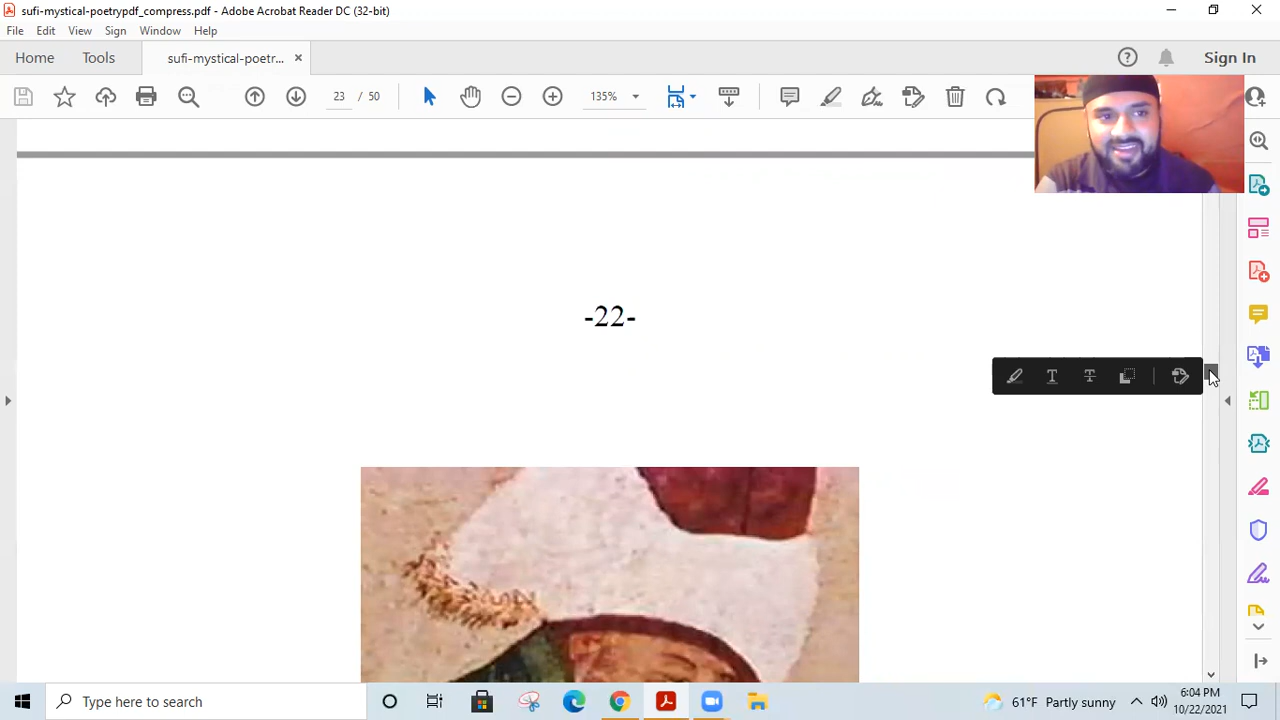 sufi-mystical-poetrypdf_compress.pdf - Adobe Acrobat Reader DC (32-bit)
File Edit View Sign Window Help
Home Tools sufi-mystical-poetr... Sign In
23 / 50 135%
-22-
Type here to search
61°F Partly sunny
6:04 PM
10/22/2021